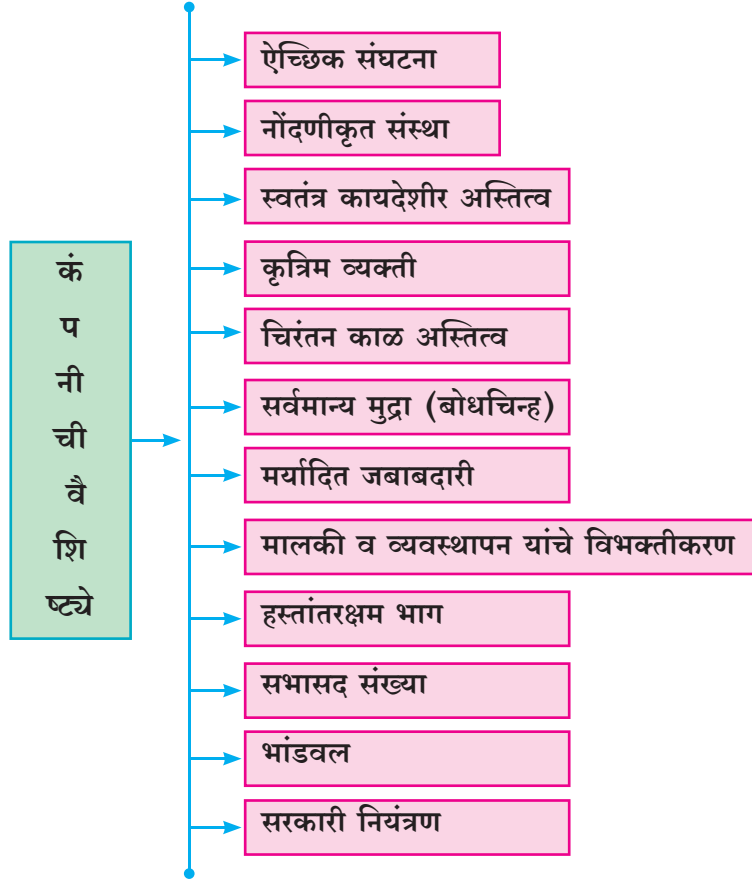 कं
प
नी
ची
वै
शि
ष्ट्ये
ऐच्छिक संघटना
नोंदणीकृत संस्था
स्वतंत्र कायदेशीर अस्तित्व
कृत्रिम व्यक्ती
चिरंतन काळ अस्तित्व
सर्वमान्य मुद्रा (बोधचिन्ह)
मर्यादित जबाबदारी
मालकी व व्यवस्थापन यांचे विभक्तीकरण
हस्तांतरक्षम भाग
सभासद संख्या
भांडवल
सरकारी नियंत्रण